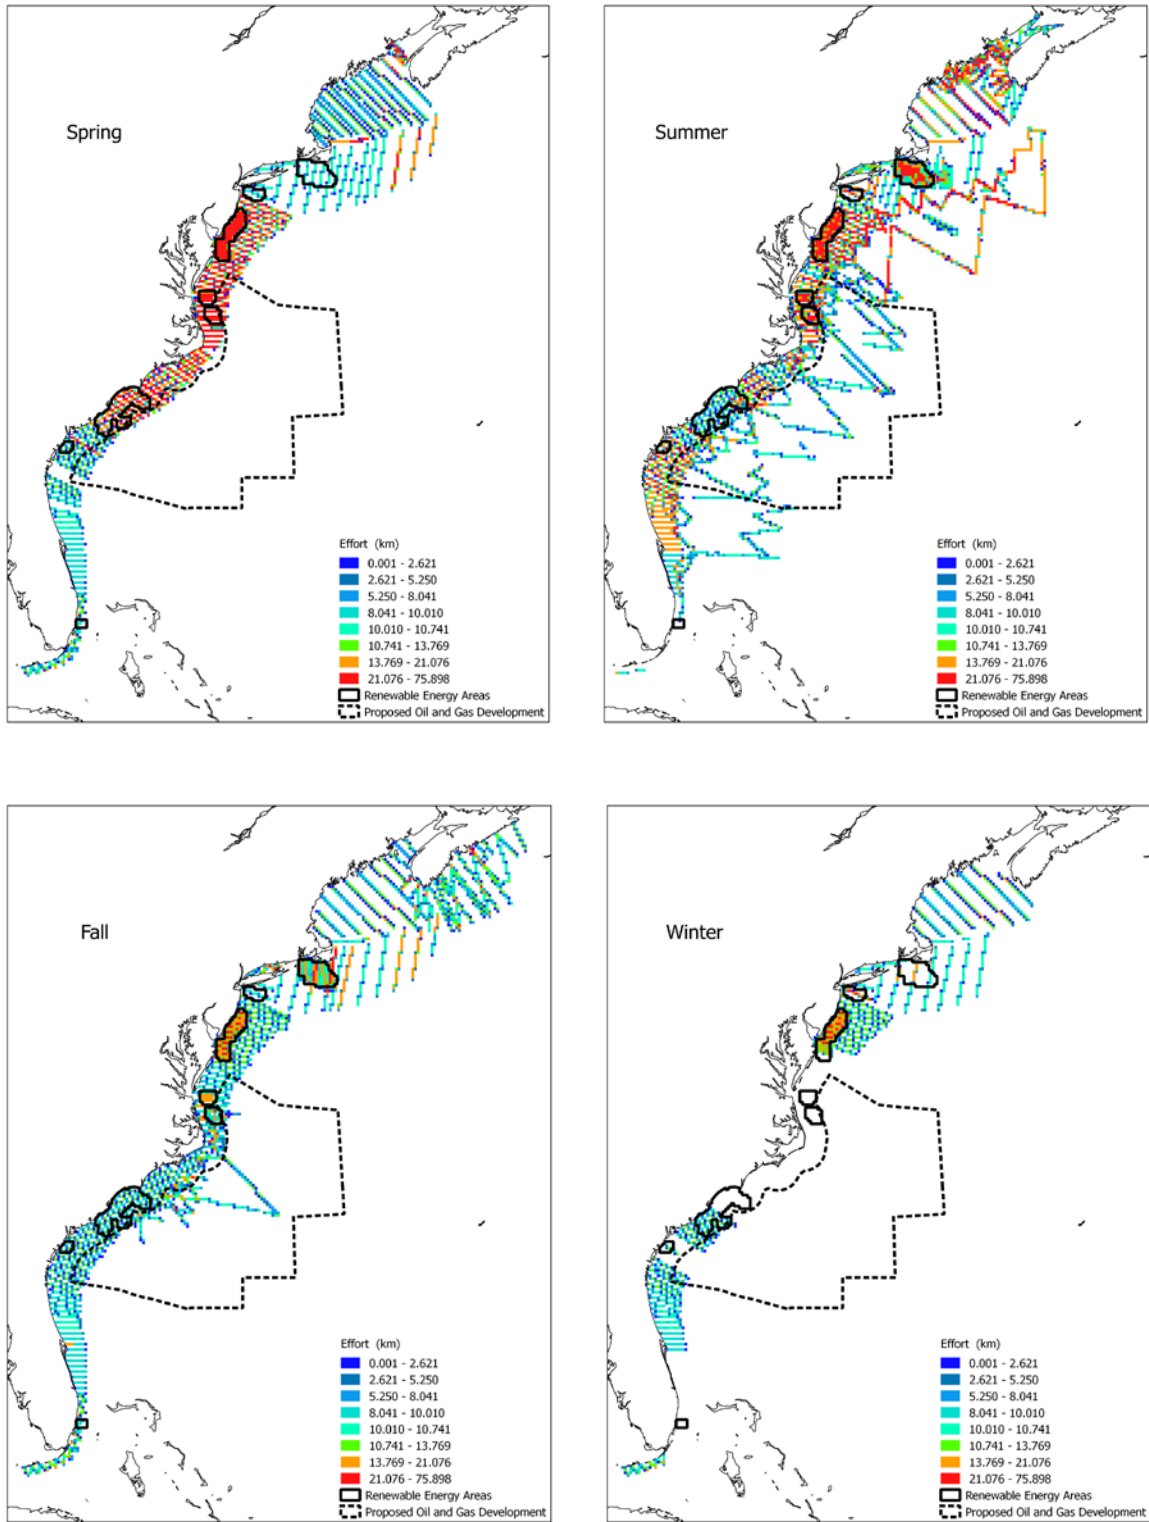 Spring
Effort (km)
0.001 - 2.621
2.621 - 5.250
5.250 - 8.041
8.041 - 10.010
10.010 - 10.741
10.741 - 13.769
13.769 - 21.076
21.076 - 75.898
Renewable Energy Areas
Proposed Oil and Gas Development
Summer
Effort (km)
0.001 - 2.621
2.621 - 5.250
5.250 - 8.041
8.041 - 10.010
10.010 - 10.741
10.741 - 13.769
13.769 - 21.076
21.076 - 75.898
Renewable Energy Areas
Proposed Oil and Gas Development
Fall
Effort (km)
0.001 - 2.621
2.621 - 5.250
5.250 - 8.041
8.041 - 10.010
10.010 - 10.741
10.741 - 13.769
13.769 - 21.076
21.076 - 75.898
Renewable Energy Areas
Proposed Oil and Gas Development
Winter
Effort (km)
0.001 - 2.621
2.621 - 5.250
5.250 - 8.041
8.041 - 10.010
10.010 - 10.741
10.741 - 13.769
13.769 - 21.076
21.076 - 75.898
Renewable Energy Areas
Proposed Oil and Gas Development